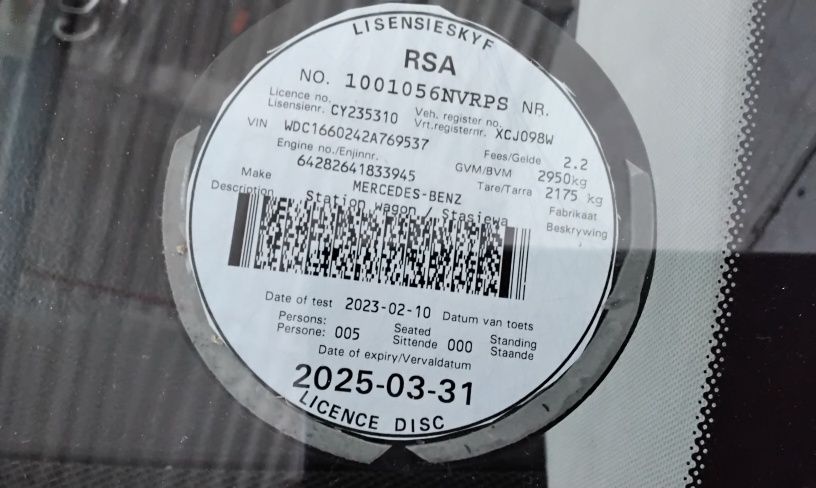 LISENSIESKYF
RSA
NO. 1001056NVRPS NR.
Licence no. Veh. register no.
Lisensienr. CY235310 Vrt.registernr. XCJ098W
VIN WDC1660242A769537 Fees/Gelde 2.2
Engine no./Enjinnr. GVM/BVM 2950kg
64282641833945 Tare/Tarra 2175 kg
Make MERCEDES-BENZ Fabrikaat
Description Station wagon / Stasiewa Beskrywing
Date of test 2023-02-10 Datum van toets
Persons: Seated Standing
Persone: 005 Sittende 000 Staande
Date of expiry/Vervaldatum
2025-03-31
LICENCE DISC